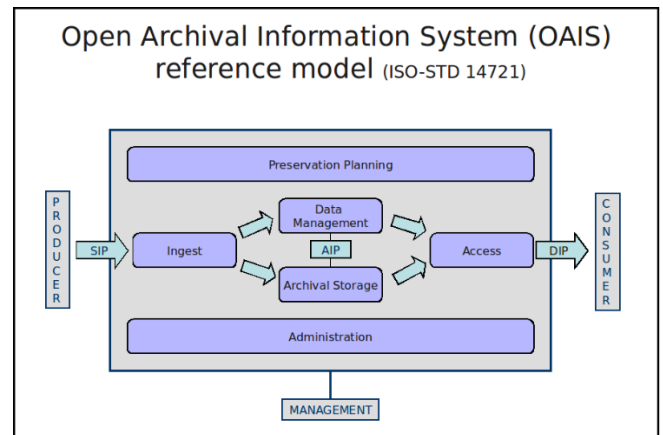 Open Archival Information System (OAIS)
reference model (ISO-STD 14721)
Preservation Planning
PRODUCER
SIP
Ingest
Data
Management
AIP
Archival Storage
Access
DIP
CONSUMER
Administration
MANAGEMENT